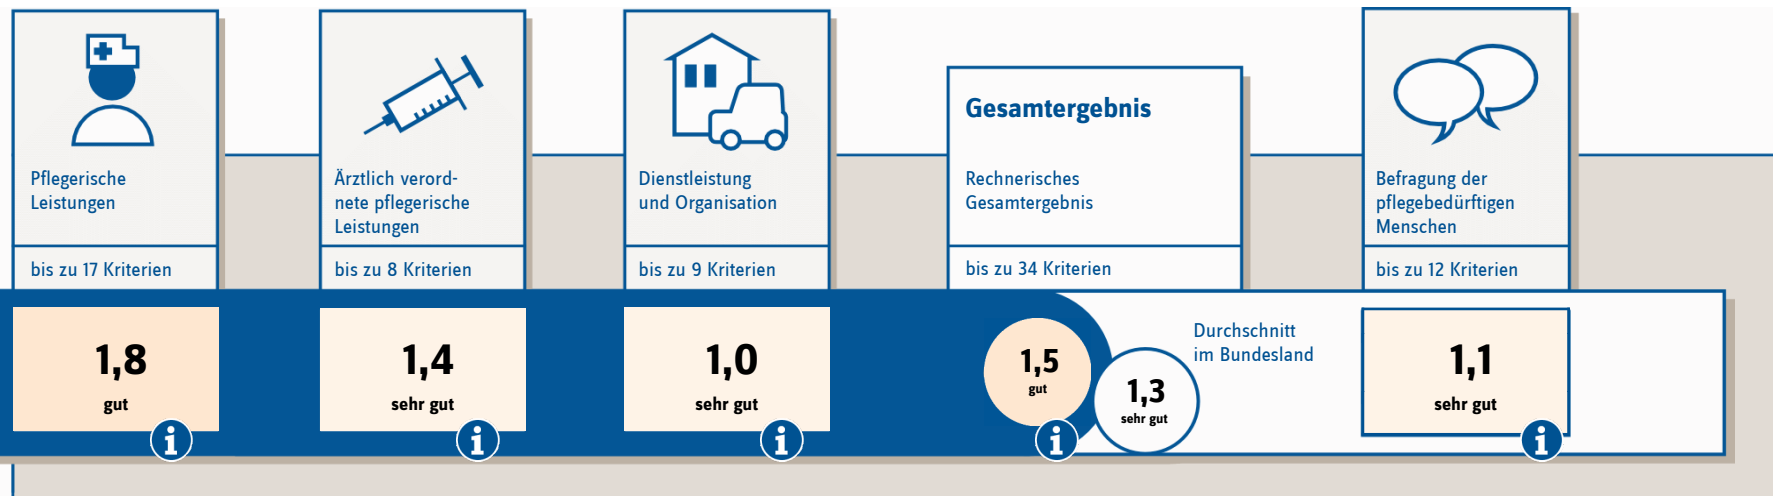 Pflegerische
Leistungen
bis zu 17 Kriterien
1,8
gut
i
Ärztlich verord-
nete pflegerische
Leistungen
bis zu 8 Kriterien
1,4
sehr gut
i
Dienstleistung
und Organisation
bis zu 9 Kriterien
1,0
sehr gut
i
Gesamtergebnis
Rechnerisches
Gesamtergebnis
bis zu 34 Kriterien
1,5
gut
i
1,3
sehr gut
Durchschnitt
im Bundesland
Befragung der
pflegebedürftigen
Menschen
bis zu 12 Kriterien
1,1
sehr gut
i